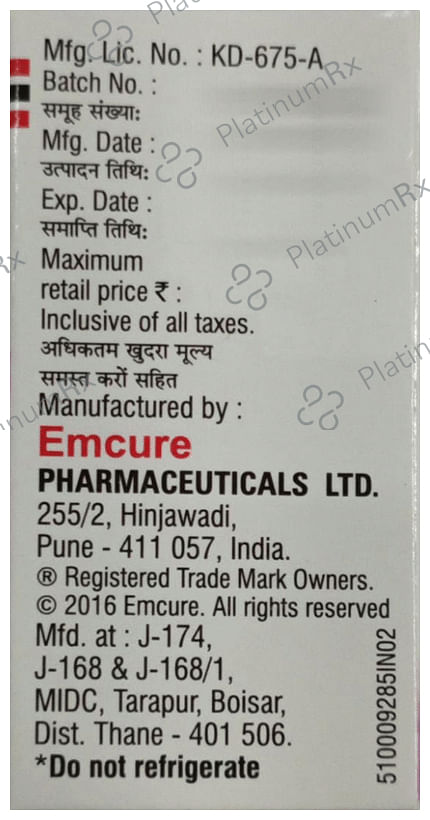 Mfg. Lic. No. : KD-675-A
Batch No. :
समूह संख्या:
Mfg. Date :
उत्पादन तिथि:
Exp. Date :
समाप्ति तिथि:
Maximum
retail price ₹ :
Inclusive of all taxes.
अधिकतम खुदरा मूल्य
समस्त करों सहित
Manufactured by :
Emcure
PHARMACEUTICALS LTD.
255/2, Hinjawadi,
Pune - 411 057, India.
® Registered Trade Mark Owners.
© 2016 Emcure. All rights reserved
Mfd. at : J-174,
J-168 & J-168/1,
MIDC, Tarapur, Boisar,
Dist. Thane - 401 506.
*Do not refrigerate
510009285IN02
PlatinumRx
PlatinumRx